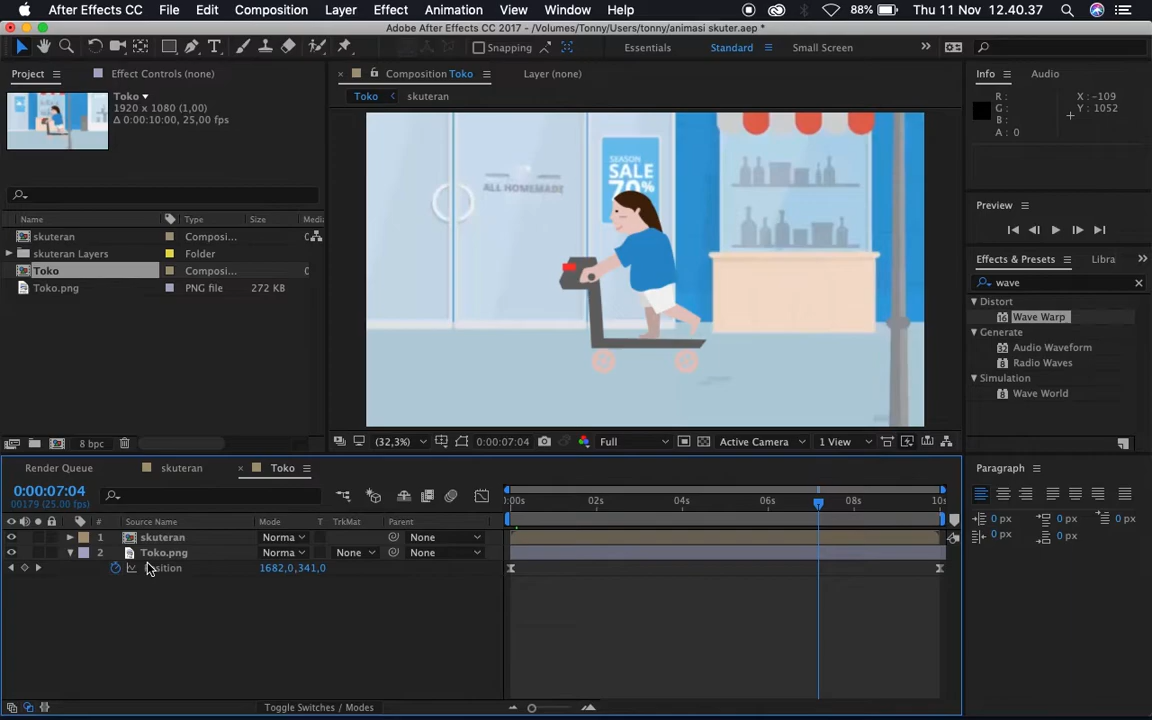 After Effects CC File Edit Composition Layer Effect Animation View Window Help 88% Thu 11 Nov 12.40.37
Adobe After Effects CC 2017 - /Volumes/Tonny/Users/tonny/animasi skuter.aep *
Snapping Essentials Standard Small Screen
Project Effect Controls (none) Composition Toko Layer (none) Info Audio
Toko
1920 x 1080 (1,00)
Δ 0:00:10:00, 25,00 fps
Toko skuteran
R :
G :
B :
A : 0
X : -109
Y : 1052
SEASON
SALE
70%
ALL HOMEMADE
Preview
Name Type Size Media
skuteran Composi... 0
skuteran Layers Folder
Toko Composi... 0
Toko.png PNG file 272 KB
Effects & Presets Libra
wave
Distort
16 Wave Warp
Generate
32 Audio Waveform
Radio Waves
Simulation
Wave World
8 bpc (32,3%) 0:00:07:04 Full Active Camera 1 View
Render Queue skuteran Toko Paragraph
0:00:07:04
00179 (25.00 fps)
:00s 02s 04s 06s 08s 10s
# Source Name Mode T TrkMat Parent
1 skuteran Norma None
2 Toko.png Norma None None
Position 1682,0,341,0
0 px 0 px 0 px
0 px 0 px
Toggle Switches / Modes